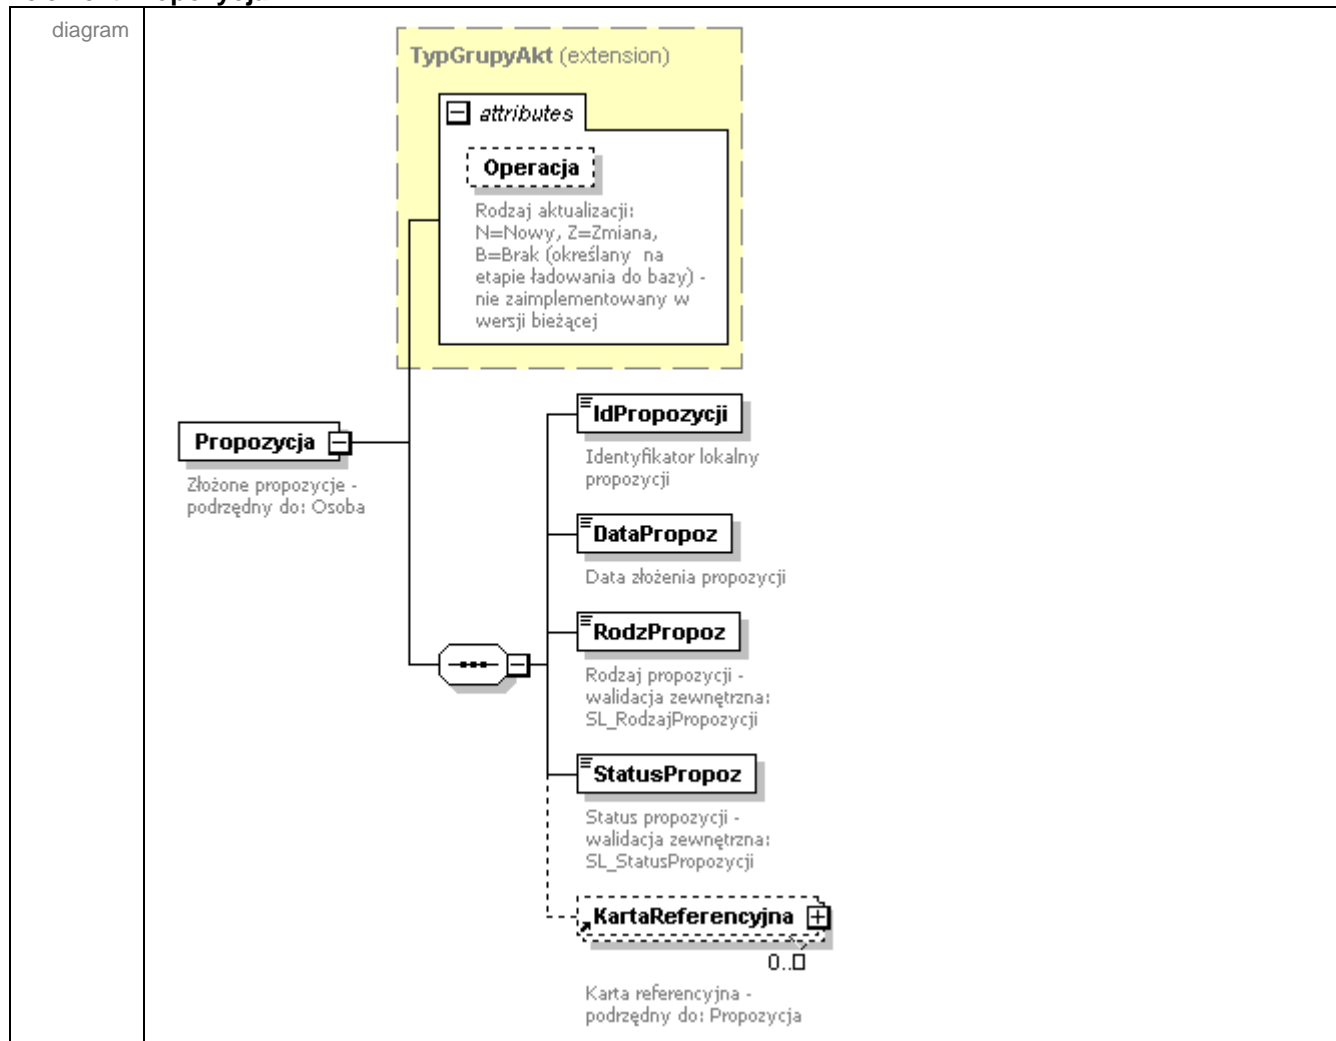 diagram
TypGrupyAkt (extension)
attributes
Operacja
Rodzaj aktualizacji:
N=Nowy, Z=Zmiana,
B=Brak (określany na
etapie ładowania do bazy) -
nie zaimplementowany w
wersji bieżącej
Propozycja
Złożone propozycje -
podrzędny do: Osoba
IdPropozycji
Identyfikator lokalny
propozycji
DataPropoz
Data złożenia propozycji
RodzPropoz
Rodzaj propozycji -
walidacja zewnętrzna:
SL_RodzajPropozycji
StatusPropoz
Status propozycji -
walidacja zewnętrzna:
SL_StatusPropozycji
KartaReferencyjna
0..□
Karta referencyjna -
podrzędny do: Propozycja